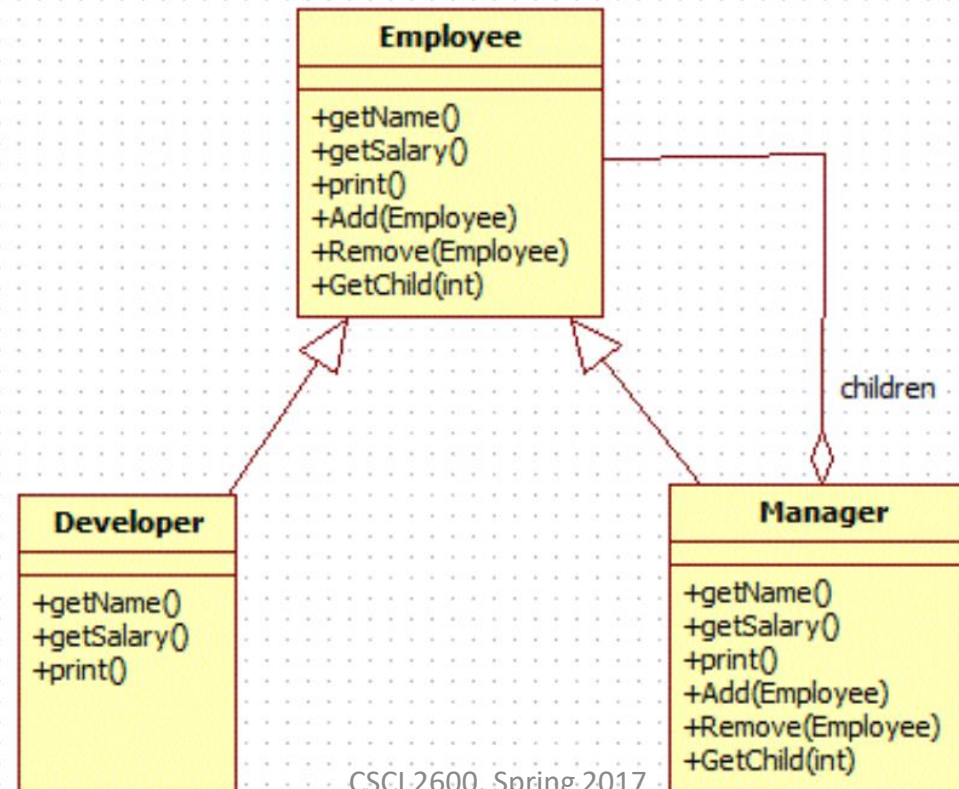 Employee
+getName()
+getSalary()
+print()
+Add(Employee)
+Remove(Employee)
+GetChild(int)
children
Developer
+getName()
+getSalary()
+print()
Manager
+getName()
+getSalary()
+print()
+Add(Employee)
+Remove(Employee)
+GetChild(int)
CSCI 2600, Spring 2017